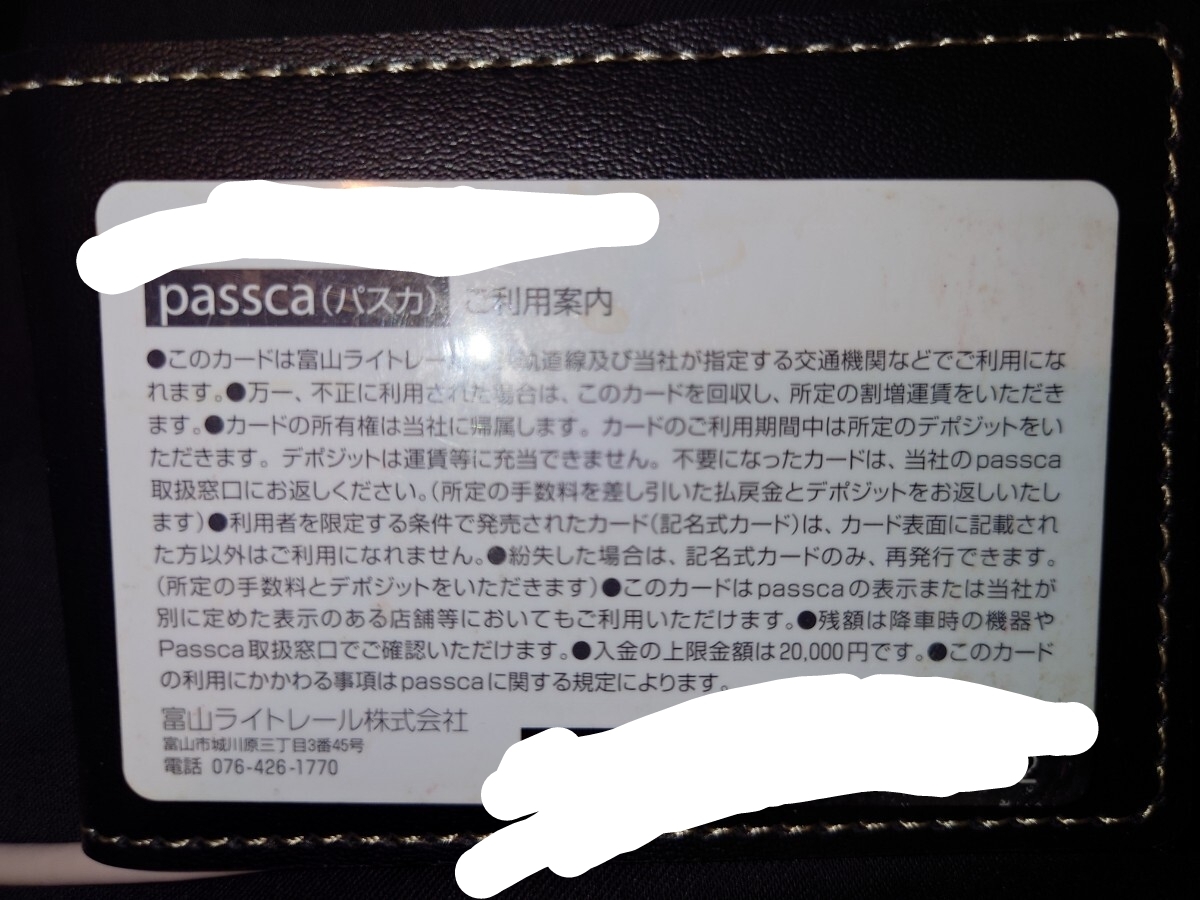 passca(パスカ) ご利用案内
●このカードは富山ライトレール 軌道線及び当社が指定する交通機関などでご利用にな
れます。●万一、不正に利用された場合は、このカードを回収し、所定の割増運賃をいただき
ます。●カードの所有権は当社に帰属します。カードのご利用期間中は所定のデポジットをい
ただきます。デポジットは運賃等に充当できません。不要になったカードは、当社のpassca
取扱窓口にお返しください。(所定の手数料を差し引いた払戻金とデポジットをお返しいたし
ます)●利用者を限定する条件で発売されたカード(記名式カード)は、カード表面に記載され
た方以外はご利用になれません。●紛失した場合は、記名式カードのみ、再発行できます。
(所定の手数料とデポジットをいただきます)●このカードはpasscaの表示または当社が
別に定めた表示のある店舗等においてもご利用いただけます。●残額は降車時の機器や
Passca取扱窓口でご確認いただけます。●入金の上限金額は20,000円です。●このカード
の利用にかかわる事項はpasscaに関する規定によります。
富山ライトレール株式会社
富山市城川原三丁目3番45号
電話 076-426-1770